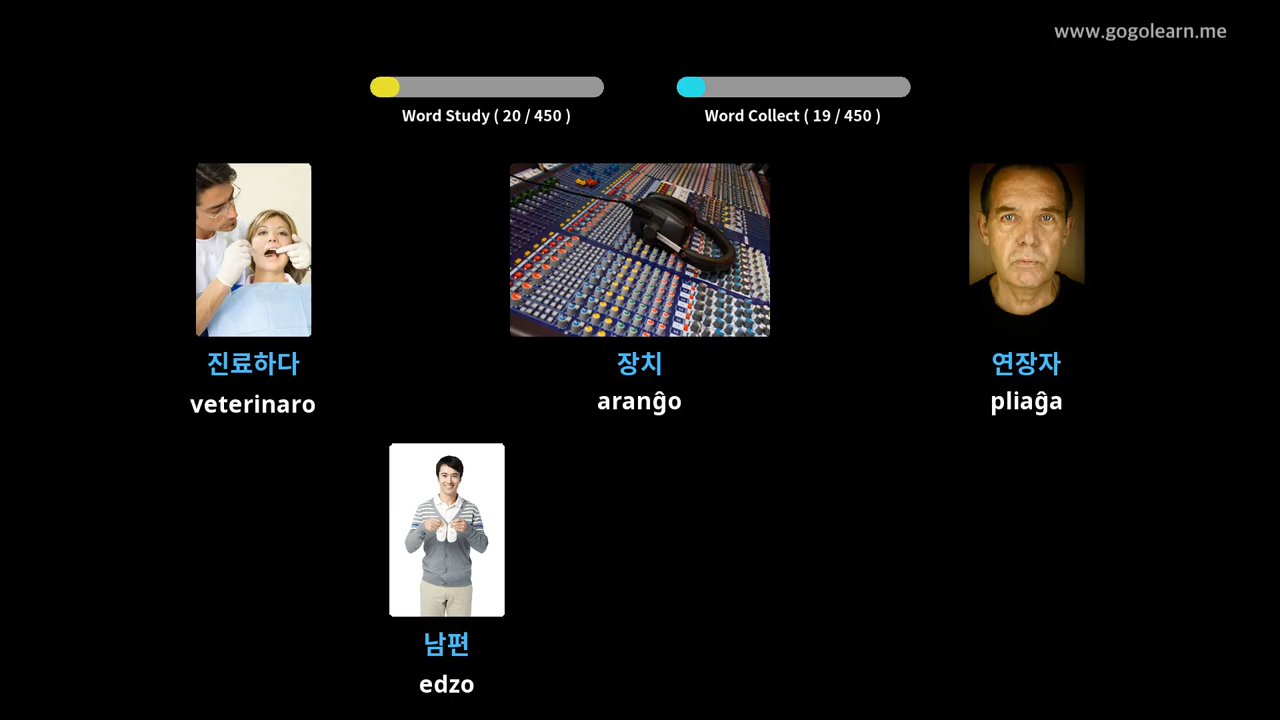 www.gogolearn.me
Word Study ( 20 / 450 )
Word Collect ( 19 / 450 )
진료하다
veterinaro
장치
aranĝo
연장자
pliaĝa
남편
edzo